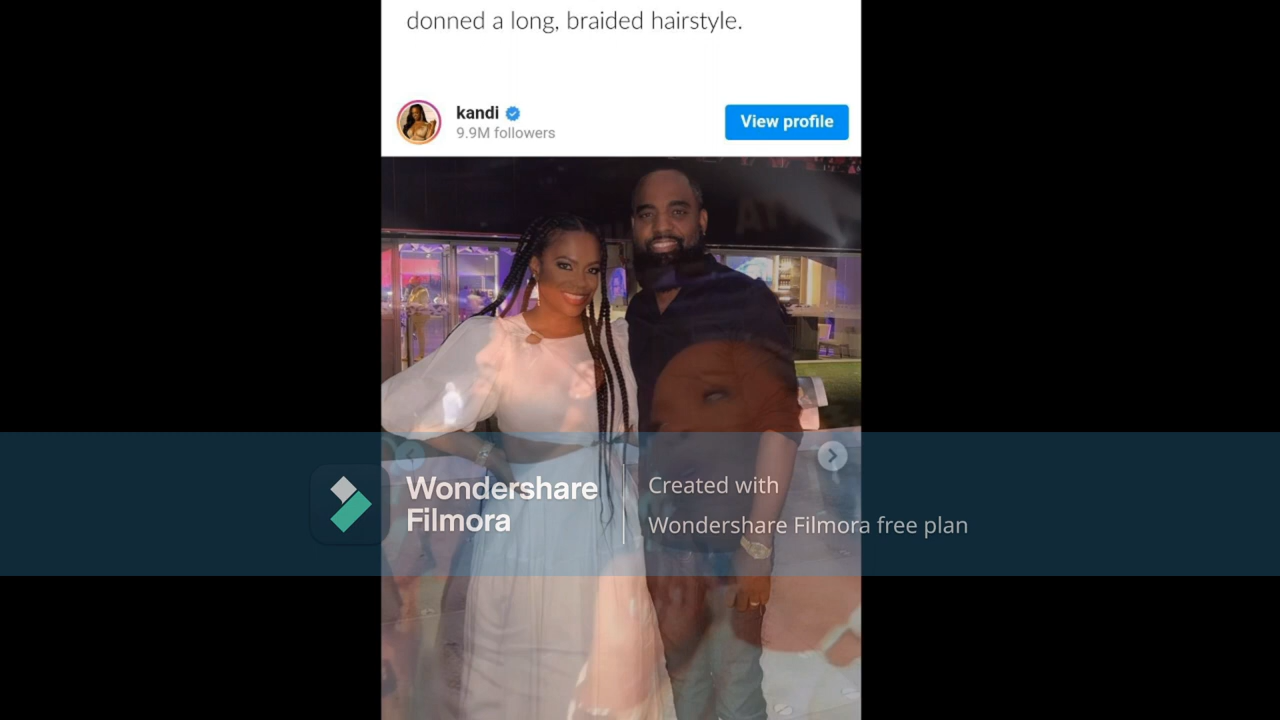 donned a long, braided hairstyle.
kandi
9.9M followers
View profile
Wondershare
Filmora
Created with
Wondershare Filmora free plan